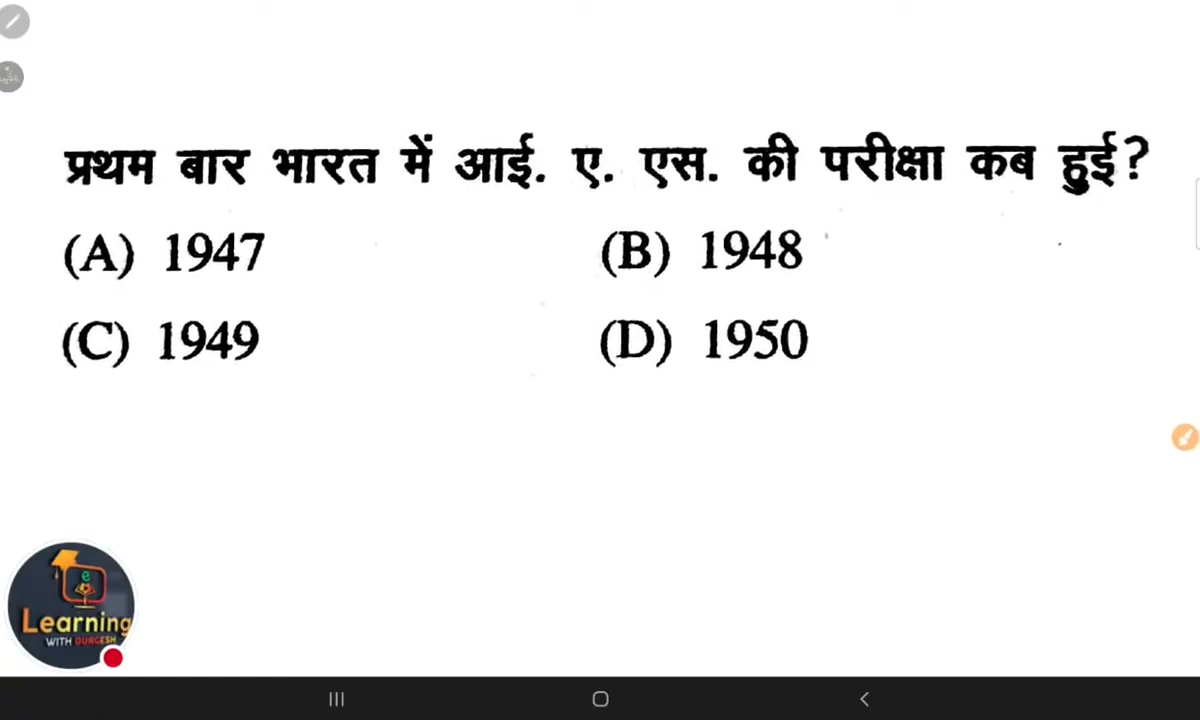 प्रथम बार भारत में आई. ए. एस. की परीक्षा कब हुई?
(A) 1947 (B) 1948
(C) 1949 (D) 1950
e
Learning
WITH DURGESH